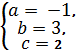 a = −1,
b = 3,
c = 2